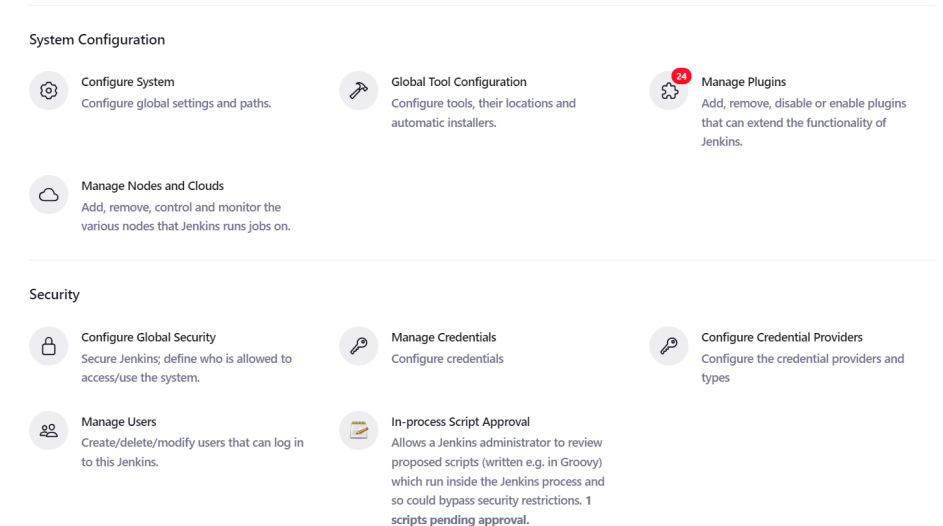 System Configuration
Configure System
Configure global settings and paths.
Global Tool Configuration
Configure tools, their locations and
automatic installers.
24
Manage Plugins
Add, remove, disable or enable plugins
that can extend the functionality of
Jenkins.
Manage Nodes and Clouds
Add, remove, control and monitor the
various nodes that Jenkins runs jobs on.
Security
Configure Global Security
Secure Jenkins; define who is allowed to
access/use the system.
Manage Credentials
Configure credentials
Configure Credential Providers
Configure the credential providers and
types
Manage Users
Create/delete/modify users that can log in
to this Jenkins.
In-process Script Approval
Allows a Jenkins administrator to review
proposed scripts (written e.g. in Groovy)
which run inside the Jenkins process and
so could bypass security restrictions. 1
scripts pending approval.